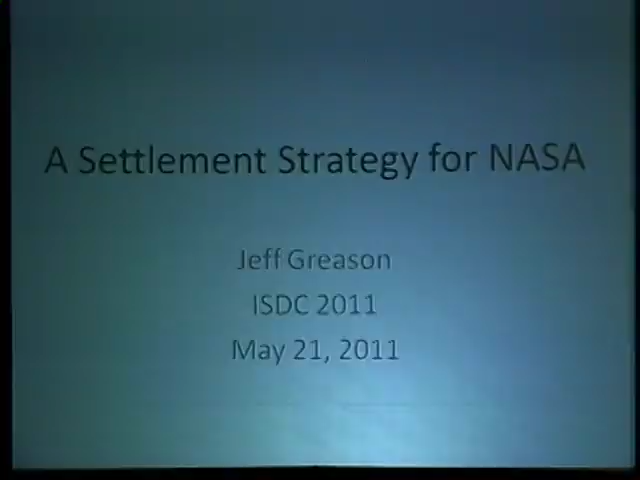 A Settlement Strategy for NASA
Jeff Greason
ISDC 2011
May 21, 2011